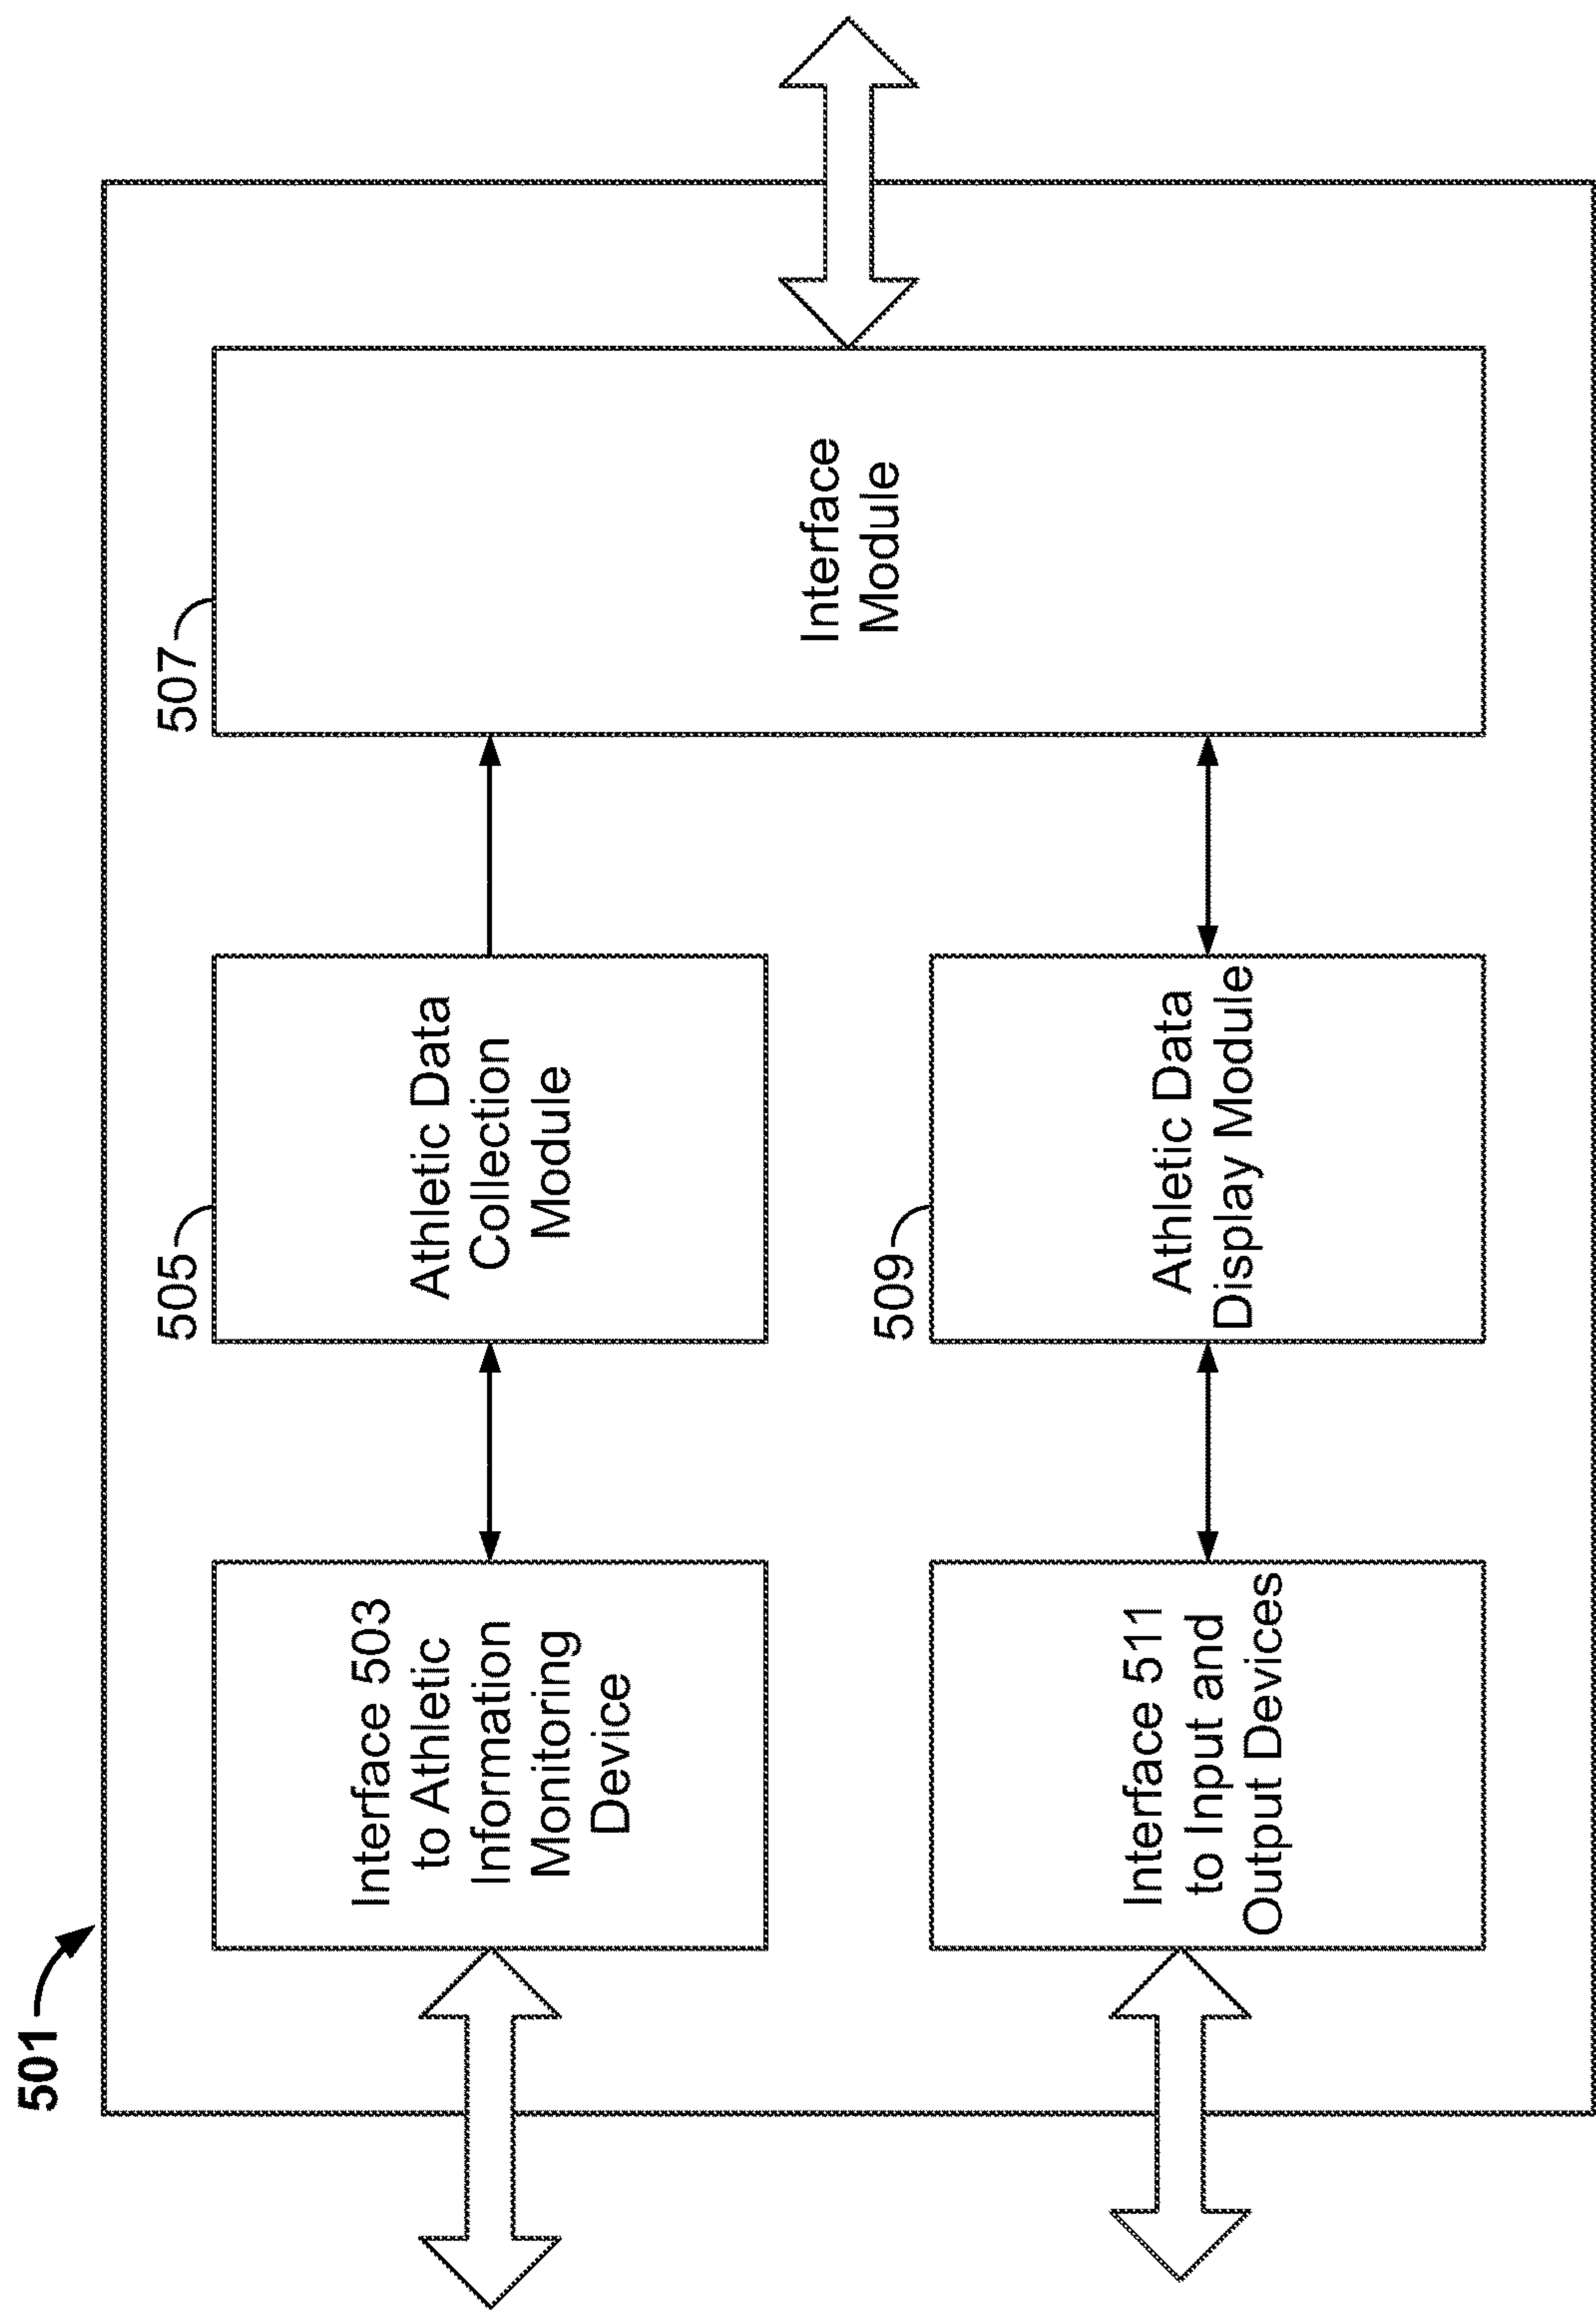 501
Interface 503
to Athletic
Information
Monitoring
Device
505
Athletic Data
Collection
Module
507
Interface
Module
Interface 511
to Input and
Output Devices
509
Athletic Data
Display Module